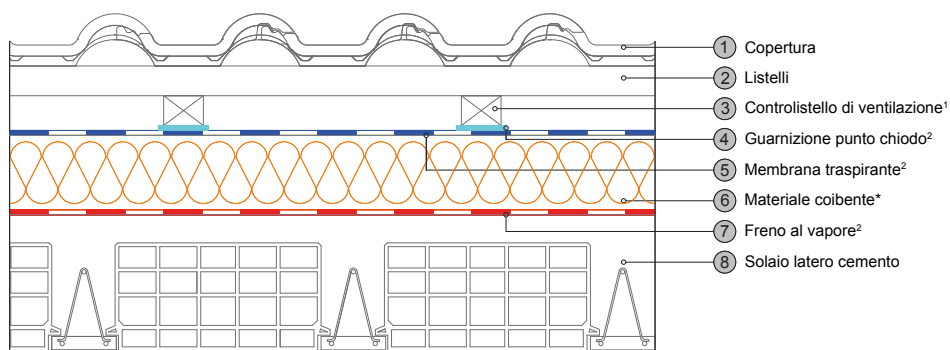 1 Copertura
2 Listelli
3 Controlistello di ventilazione¹
4 Guarnizione punto chiodo²
5 Membrana traspirante²
6 Materiale coibente*
7 Freno al vapore²
8 Solaio latero cemento